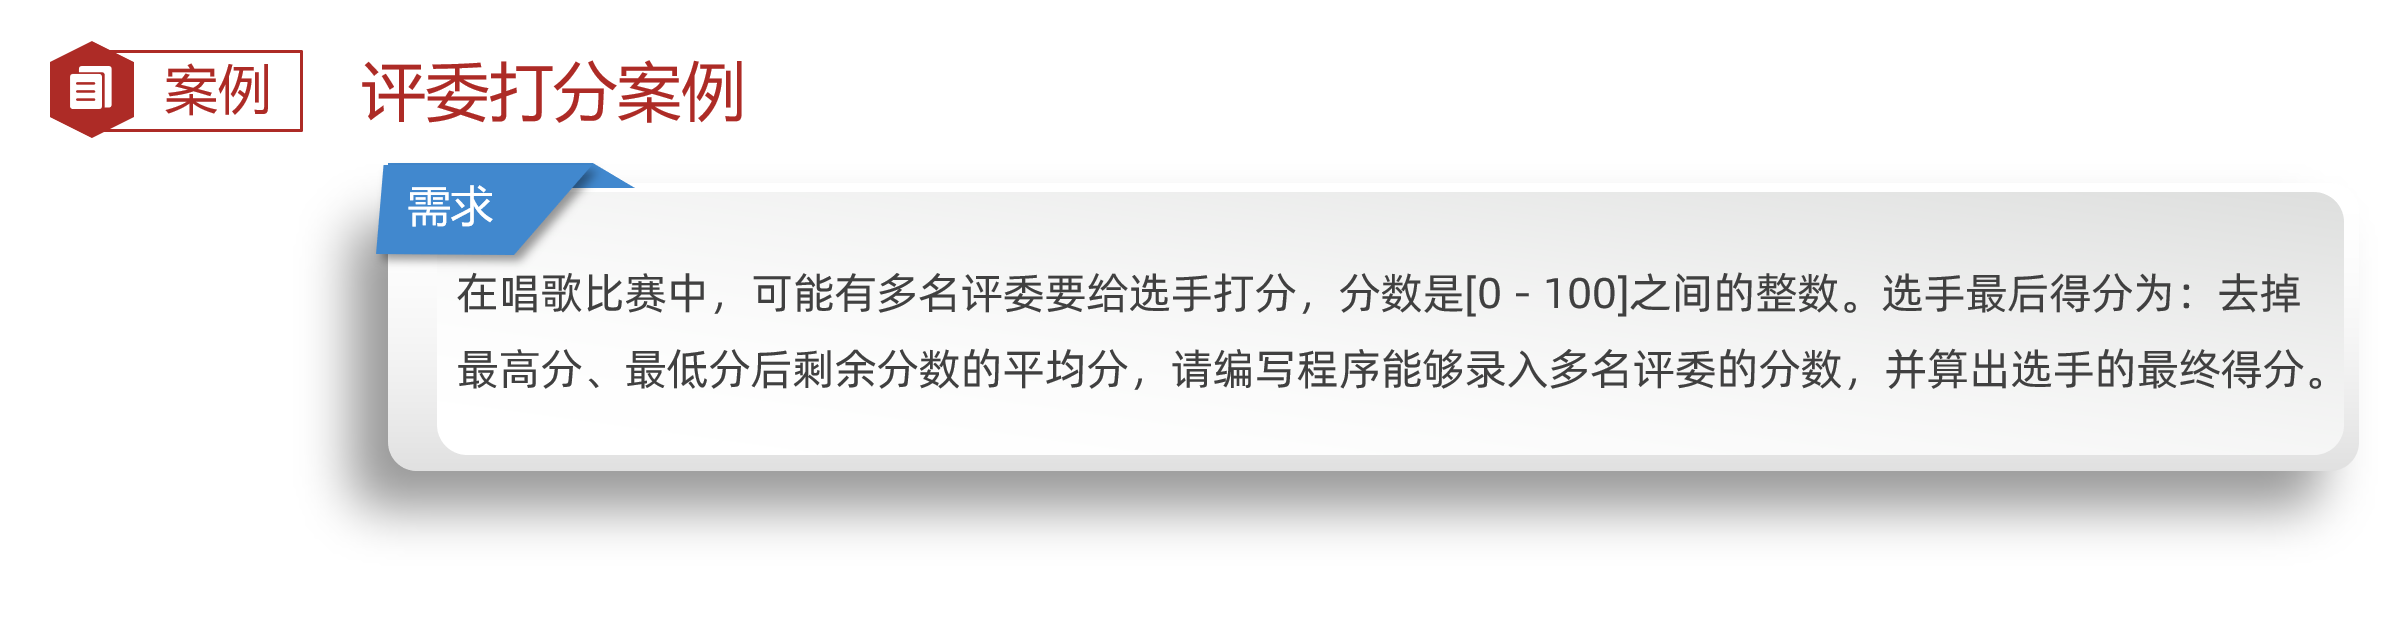 案例
评委打分案例
需求
在唱歌比赛中，可能有多名评委要给选手打分，分数是[0 - 100]之间的整数。选手最后得分为：去掉
最高分、最低分后剩余分数的平均分，请编写程序能够录入多名评委的分数，并算出选手的最终得分。